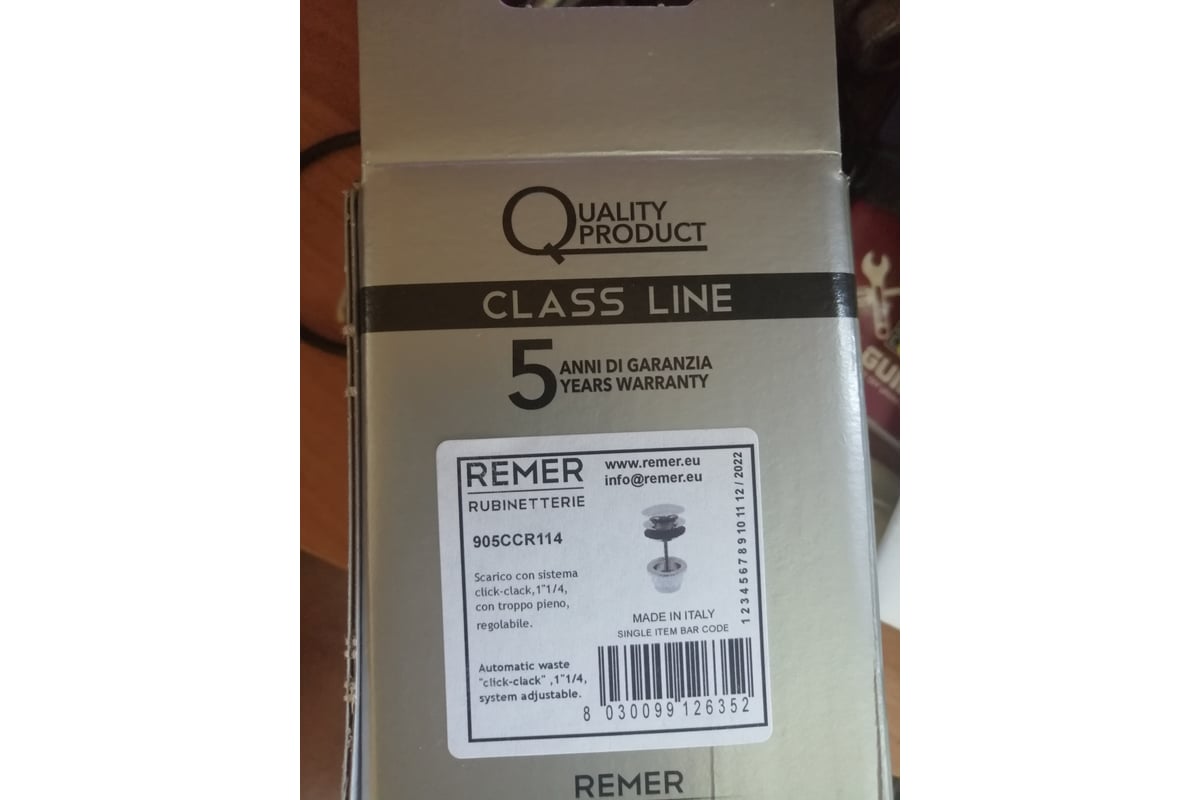 QUALITY
PRODUCT
CLASS LINE
5 ANNI DI GARANZIA
YEARS WARRANTY
REMER
RUBINETTERIE
www.remer.eu
info@remer.eu
905CCR114
Scarico con sistema
click-clack,1"1/4,
con troppo pieno,
regolabile.
Automatic waste
"click-clack" ,1"1/4,
system adjustable.
1 2 3 4 5 6 7 8 9 10 11 12 / 2022
MADE IN ITALY
SINGLE ITEM BAR CODE
8 030099 126352
REMER